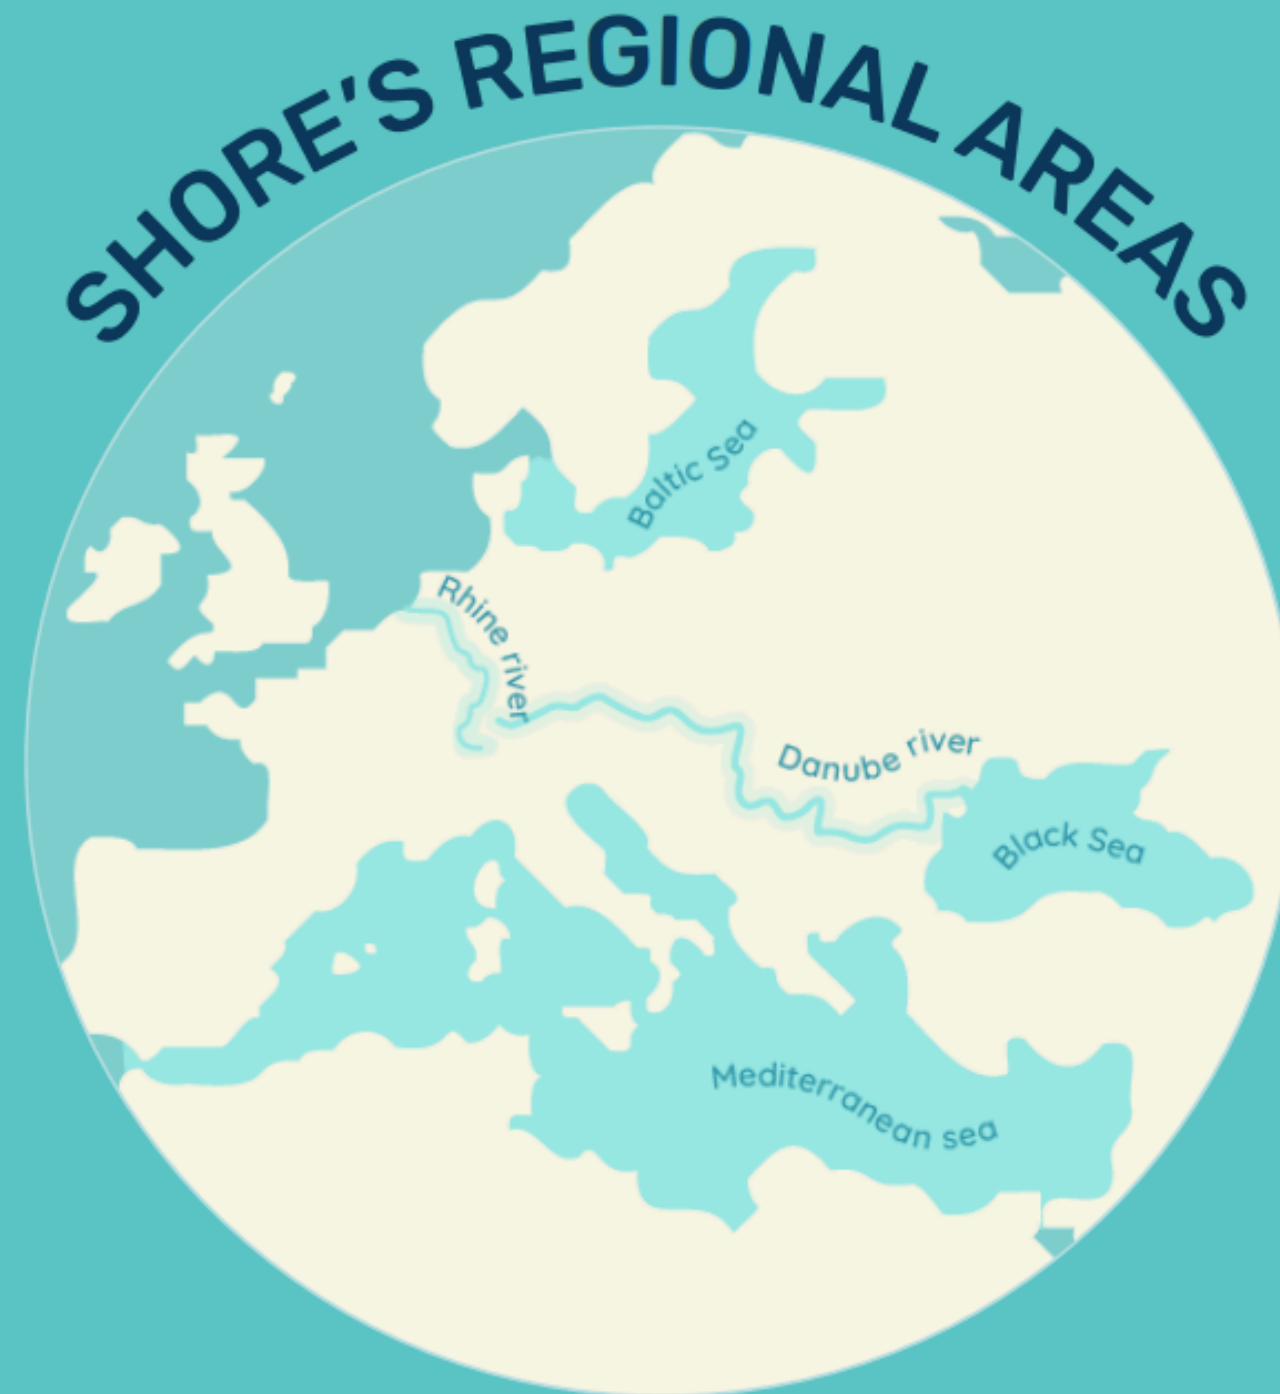 SHORE'S REGIONAL AREAS
Baltic Sea
Rhine river
Danube river
Black Sea
Mediterranean sea